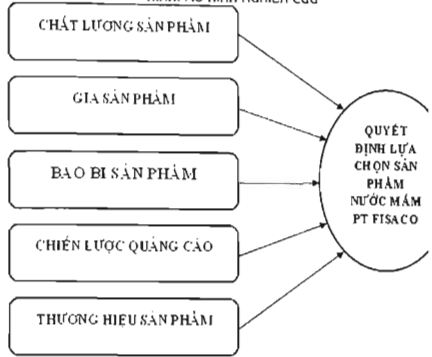 CHẤT LƯỢNG SẢN PHẨM
GIÁ SẢN PHẨM
BAO BÌ SẢN PHẨM
CHIẾN LƯỢC QUẢNG CÁO
THƯƠNG HIỆU SẢN PHẨM
QUYẾT
ĐỊNH LỰA
CHỌN SẢN
PHẨM
NƯỚC MẮM
PT FISACO